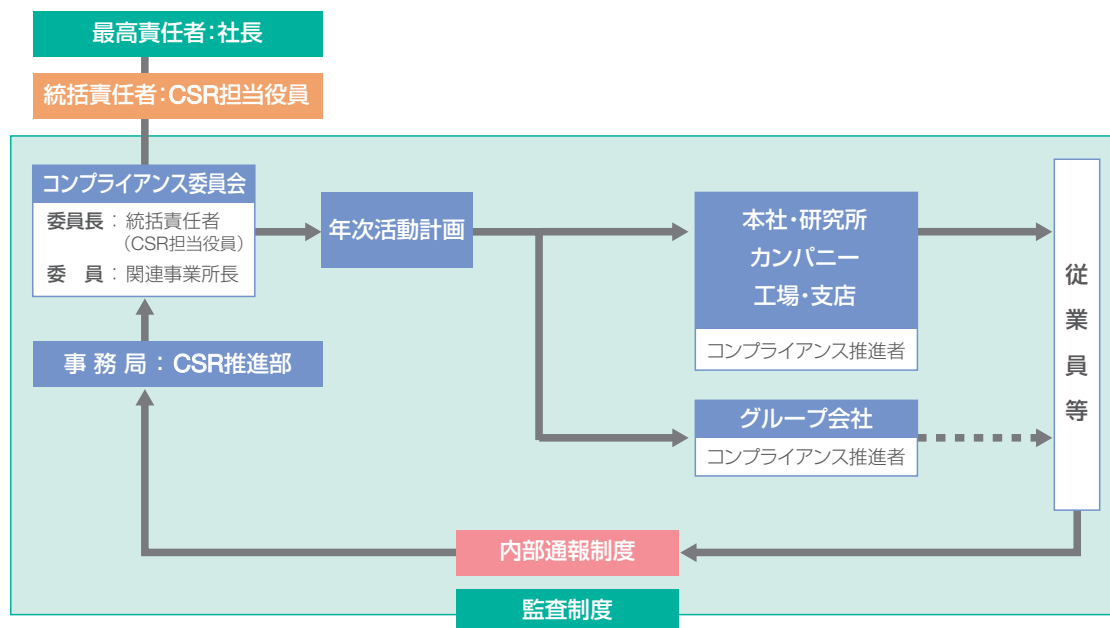 最高責任者：社長
統括責任者：CSR担当役員
コンプライアンス委員会
委員長：統括責任者
（CSR担当役員）
委　員：関連事業所長
事 務 局 ： CSR推進部
年次活動計画
本社・研究所
カンパニー
工場・支店
コンプライアンス推進者
グループ会社
コンプライアンス推進者
従業員等
内部通報制度
監査制度